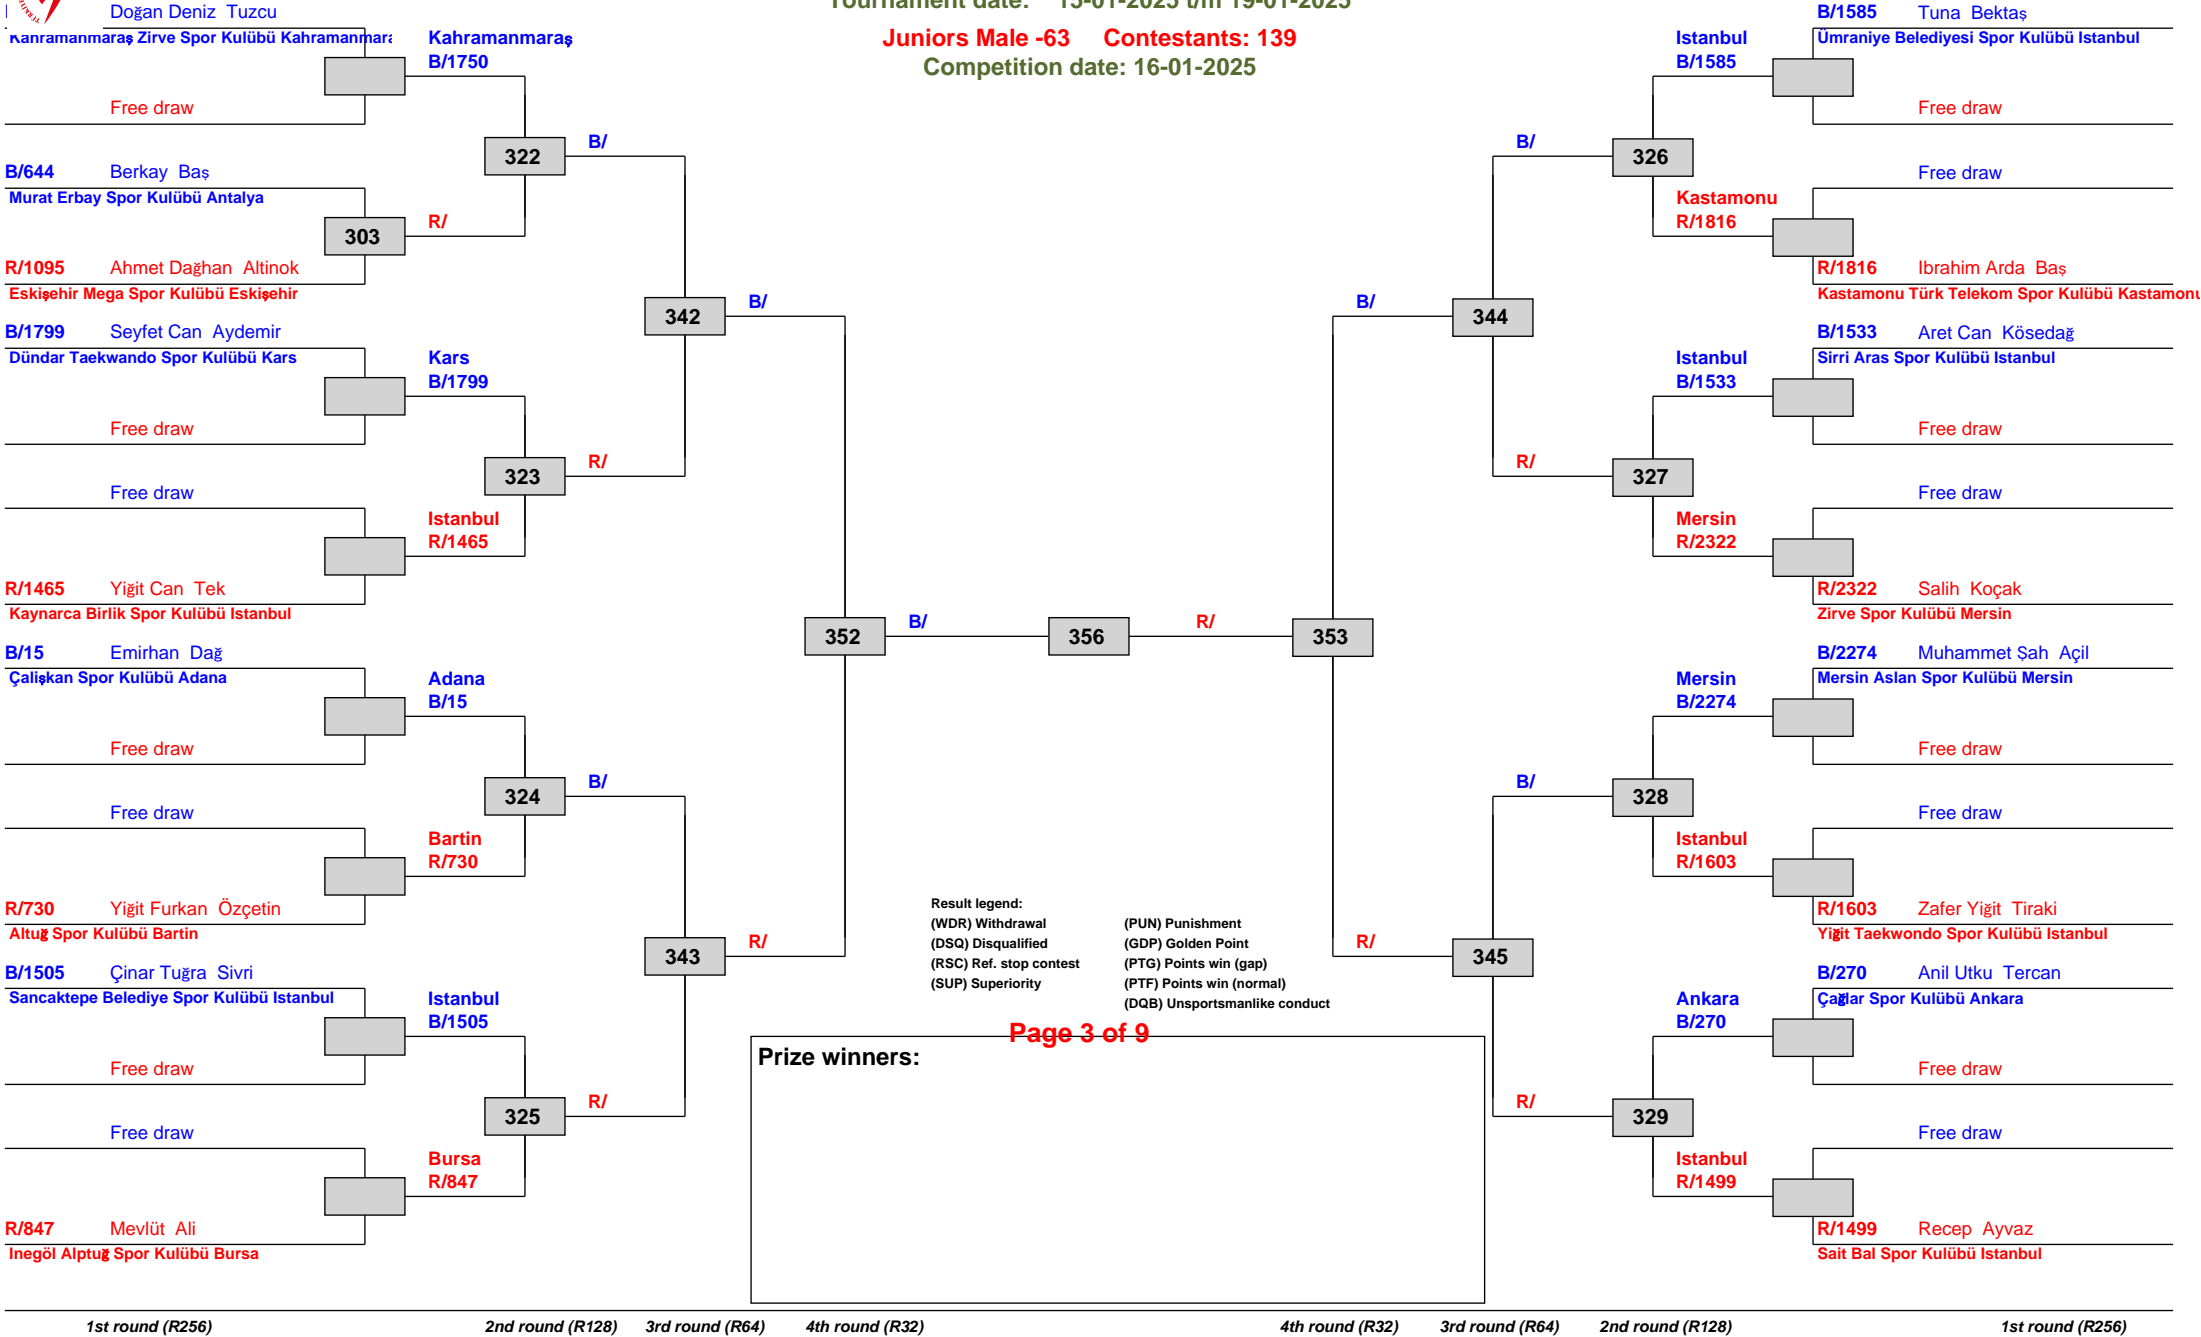 Tournament date: 15-01-2025 t/m 19-01-2025
Juniors Male -63 Contestants: 139
Competition date: 16-01-2025
Doğan Deniz Tuzcu
Kahramanmaraş Zirve Spor Kulübü Kahramanmara
Free draw
B/644 Berkay Baş
Murat Erbay Spor Kulübü Antalya
R/1095 Ahmet Dağhan Altinok
Eskişehir Mega Spor Kulübü Eskişehir
B/1799 Seyfet Can Aydemir
Dündar Taekwando Spor Kulübü Kars
Free draw
Free draw
R/1465 Yiğit Can Tek
Kaynarca Birlik Spor Kulübü Istanbul
B/15 Emirhan Dağ
Çalişkan Spor Kulübü Adana
Free draw
Free draw
R/730 Yiğit Furkan Özçetin
Altuğ Spor Kulübü Bartin
B/1505 Çinar Tuğra Sivri
Sancaktepe Belediye Spor Kulübü Istanbul
Free draw
Free draw
R/847 Mevlüt Ali
Inegöl Alptuğ Spor Kulübü Bursa
303
Kahramanmaraş
B/1750
R/
Kars
B/1799
Istanbul
R/1465
Adana
B/15
Bartin
R/730
Istanbul
B/1505
Bursa
R/847
322
323
324
325
B/
R/
B/
R/
342
343
B/
R/
352
B/
356
R/
353
B/
R/
344
345
B/
R/
B/
R/
326
327
328
329
Istanbul
B/1585
Kastamonu
R/1816
Istanbul
B/1533
Mersin
R/2322
Mersin
B/2274
Istanbul
R/1603
Ankara
B/270
Istanbul
R/1499
B/1585 Tuna Bektaş
Ümraniye Belediyesi Spor Kulübü Istanbul
Free draw
Free draw
R/1816 Ibrahim Arda Baş
Kastamonu Türk Telekom Spor Kulübü Kastamonu
B/1533 Aret Can Kösedağ
Sirri Aras Spor Kulübü Istanbul
Free draw
Free draw
R/2322 Salih Koçak
Zirve Spor Kulübü Mersin
B/2274 Muhammet Şah Açil
Mersin Aslan Spor Kulübü Mersin
Free draw
Free draw
R/1603 Zafer Yiğit Tiraki
Yiğit Taekwondo Spor Kulübü Istanbul
B/270 Anil Utku Tercan
Çağlar Spor Kulübü Ankara
Free draw
Free draw
R/1499 Recep Ayvaz
Sait Bal Spor Kulübü Istanbul
Result legend:
(WDR) Withdrawal (PUN) Punishment
(DSQ) Disqualified (GDP) Golden Point
(RSC) Ref. stop contest (PTG) Points win (gap)
(SUP) Superiority (PTF) Points win (normal)
(DQB) Unsportsmanlike conduct
Page 3 of 9
Prize winners:
1st round (R256) 2nd round (R128) 3rd round (R64) 4th round (R32) 4th round (R32) 3rd round (R64) 2nd round (R128) 1st round (R256)